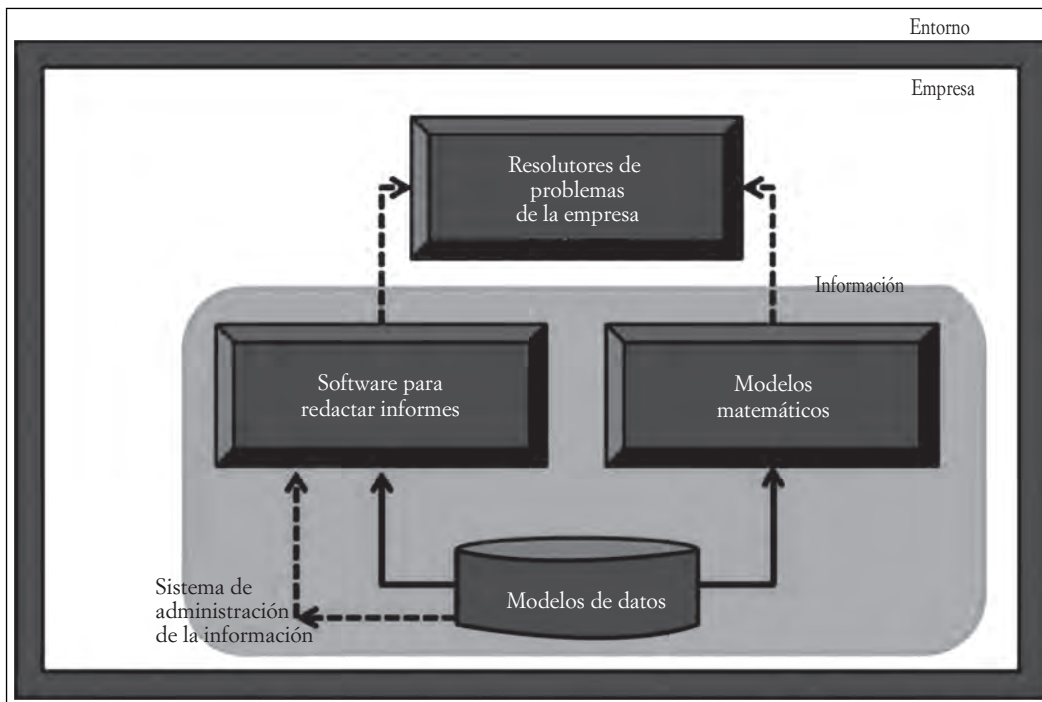 Entorno
Empresa
Resolutores de
problemas
de la empresa
Información
Software para
redactar informes
Modelos
matemáticos
Sistema de
administración
de la información
Modelos de datos